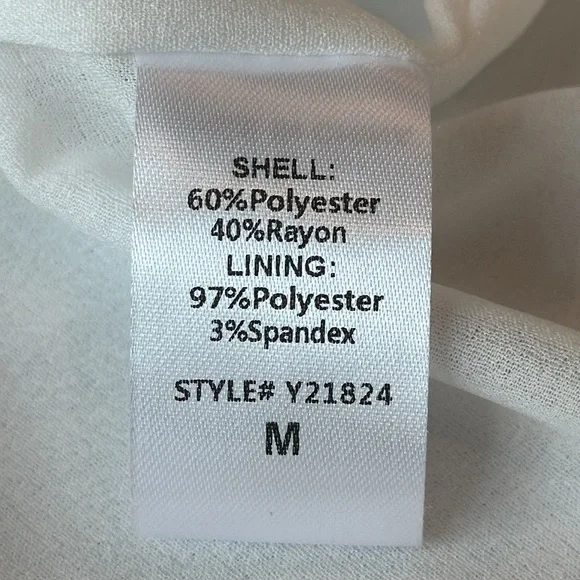 SHELL:
60%Polyester
40%Rayon
LINING:
97%Polyester
3%Spandex
STYLE# Y21824
M